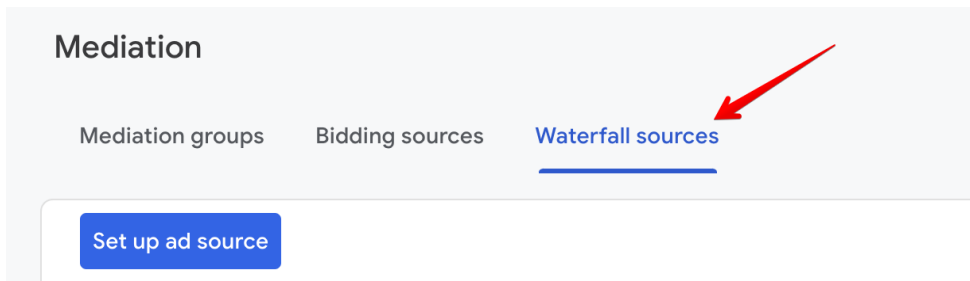 Mediation
Mediation groups Bidding sources Waterfall sources
Set up ad source